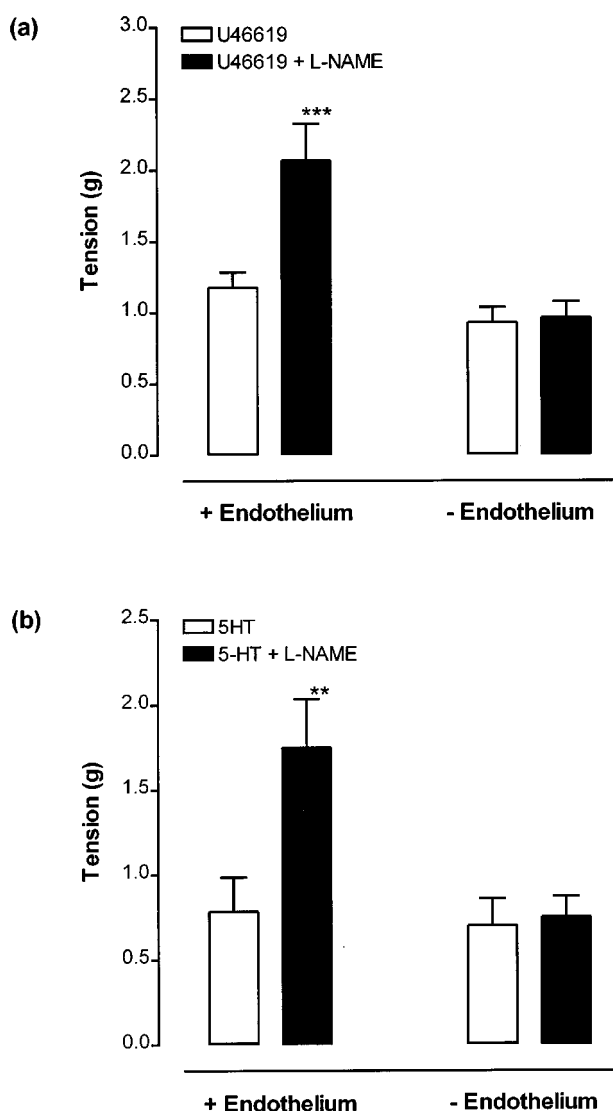 (a)
U46619
U46619 + L-NAME
3.0
2.5
2.0
1.5
1.0
0.5
0.0
Tension (g)
***
+ Endothelium
- Endothelium
(b)
5HT
5-HT + L-NAME
2.5
2.0
1.5
1.0
0.5
0.0
Tension (g)
**
+ Endothelium
- Endothelium